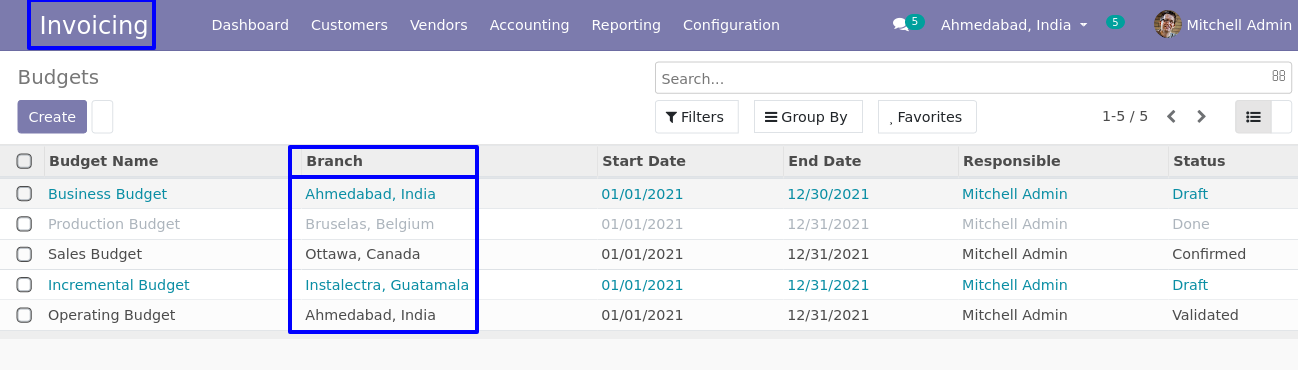 Invoicing Dashboard Customers Vendors Accounting Reporting Configuration 5 Ahmedabad, India 5 Mitchell Admin
Budgets Search...
Create Filters Group By Favorites 1-5 / 5
Budget Name Branch Start Date End Date Responsible Status
Business Budget Ahmedabad, India 01/01/2021 12/30/2021 Mitchell Admin Draft
Production Budget Bruselas, Belgium 01/01/2021 12/31/2021 Mitchell Admin Done
Sales Budget Ottawa, Canada 01/01/2021 12/31/2021 Mitchell Admin Confirmed
Incremental Budget Instalectra, Guatamala 01/01/2021 12/31/2021 Mitchell Admin Draft
Operating Budget Ahmedabad, India 01/01/2021 12/31/2021 Mitchell Admin Validated